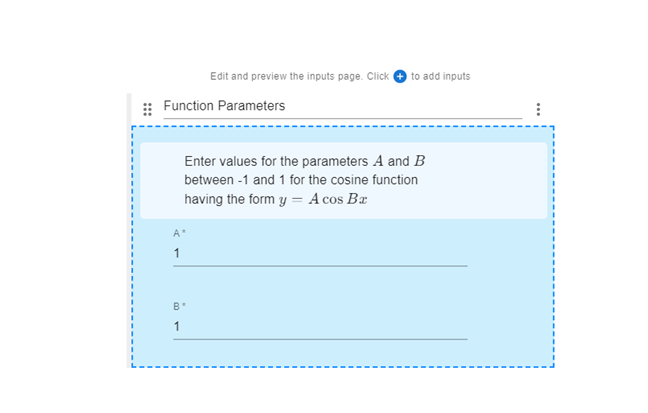 Edit and preview the inputs page. Click + to add inputs
Function Parameters
Enter values for the parameters A and B
between -1 and 1 for the cosine function
having the form y = A cos Bx
A *
1
B *
1